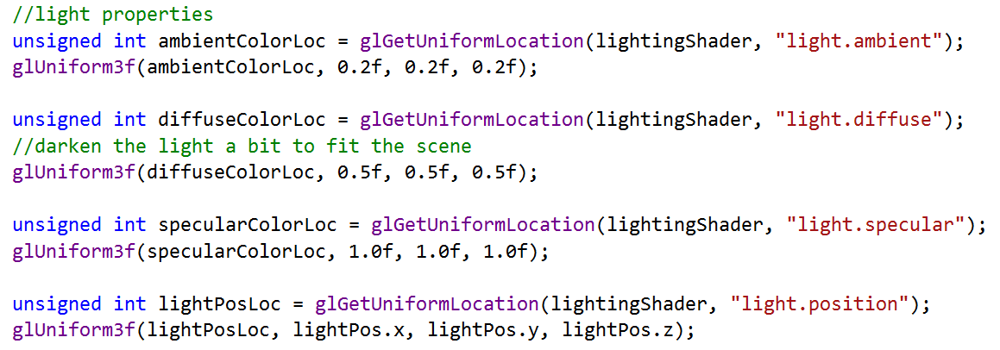 //light properties
unsigned int ambientColorLoc = glGetUniformLocation(lightingShader, "light.ambient");
glUniform3f(ambientColorLoc, 0.2f, 0.2f, 0.2f);
unsigned int diffuseColorLoc = glGetUniformLocation(lightingShader, "light.diffuse");
//darken the light a bit to fit the scene
glUniform3f(diffuseColorLoc, 0.5f, 0.5f, 0.5f);
unsigned int specularColorLoc = glGetUniformLocation(lightingShader, "light.specular");
glUniform3f(specularColorLoc, 1.0f, 1.0f, 1.0f);
unsigned int lightPosLoc = glGetUniformLocation(lightingShader, "light.position");
glUniform3f(lightPosLoc, lightPos.x, lightPos.y, lightPos.z);